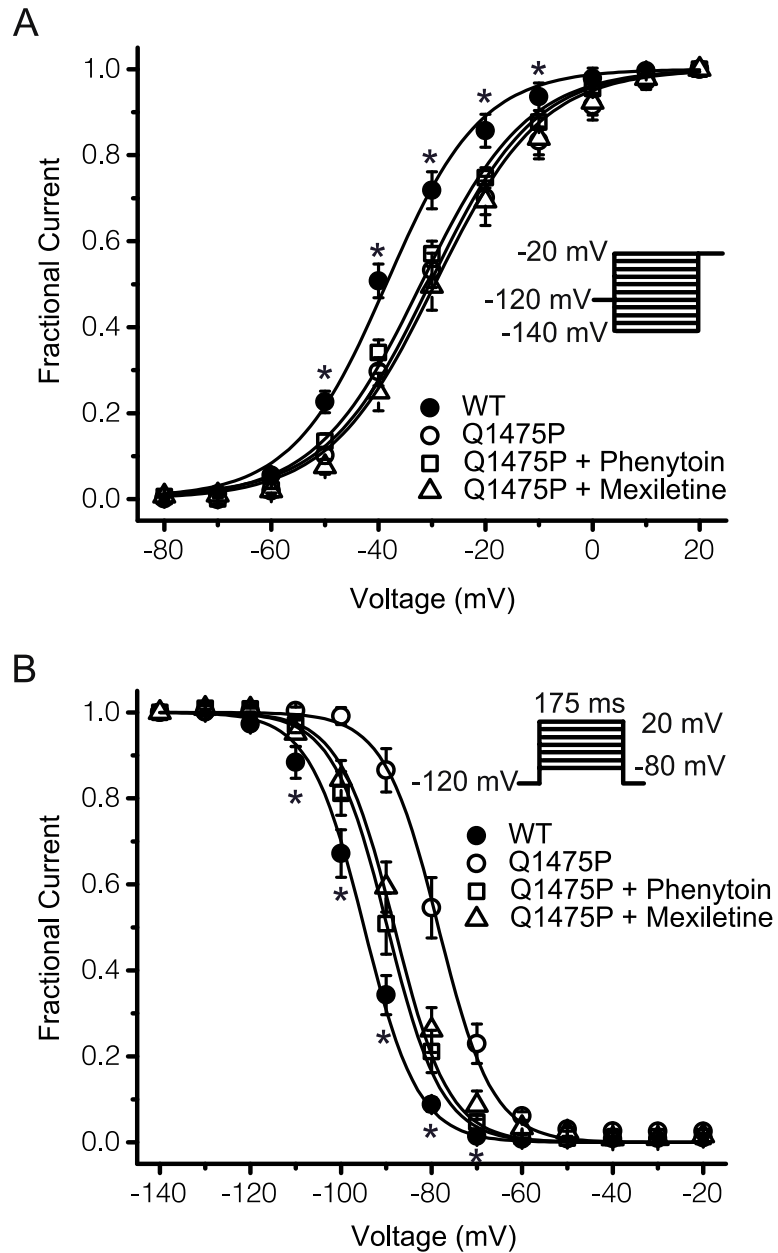 A
1.0
*
*
*
0.8
*
0.6
*
-20 mV
-120 mV
0.4
-140 mV
*
WT
0.2
Q1475P
Q1475P + Phenytoin
Q1475P + Mexiletine
0.0
Fractional Current
-80
-60
-40
-20
0
20
Voltage (mV)
B
175 ms
1.0
20 mV
-80 mV
-120 mV
0.8
*
WT
*
Q1475P
0.6
Q1475P + Phenytoin
Q1475P + Mexiletine
0.4
*
0.2
*
*
0.0
Fractional Current
-140
-120
-100
-80
-60
-40
-20
Voltage (mV)